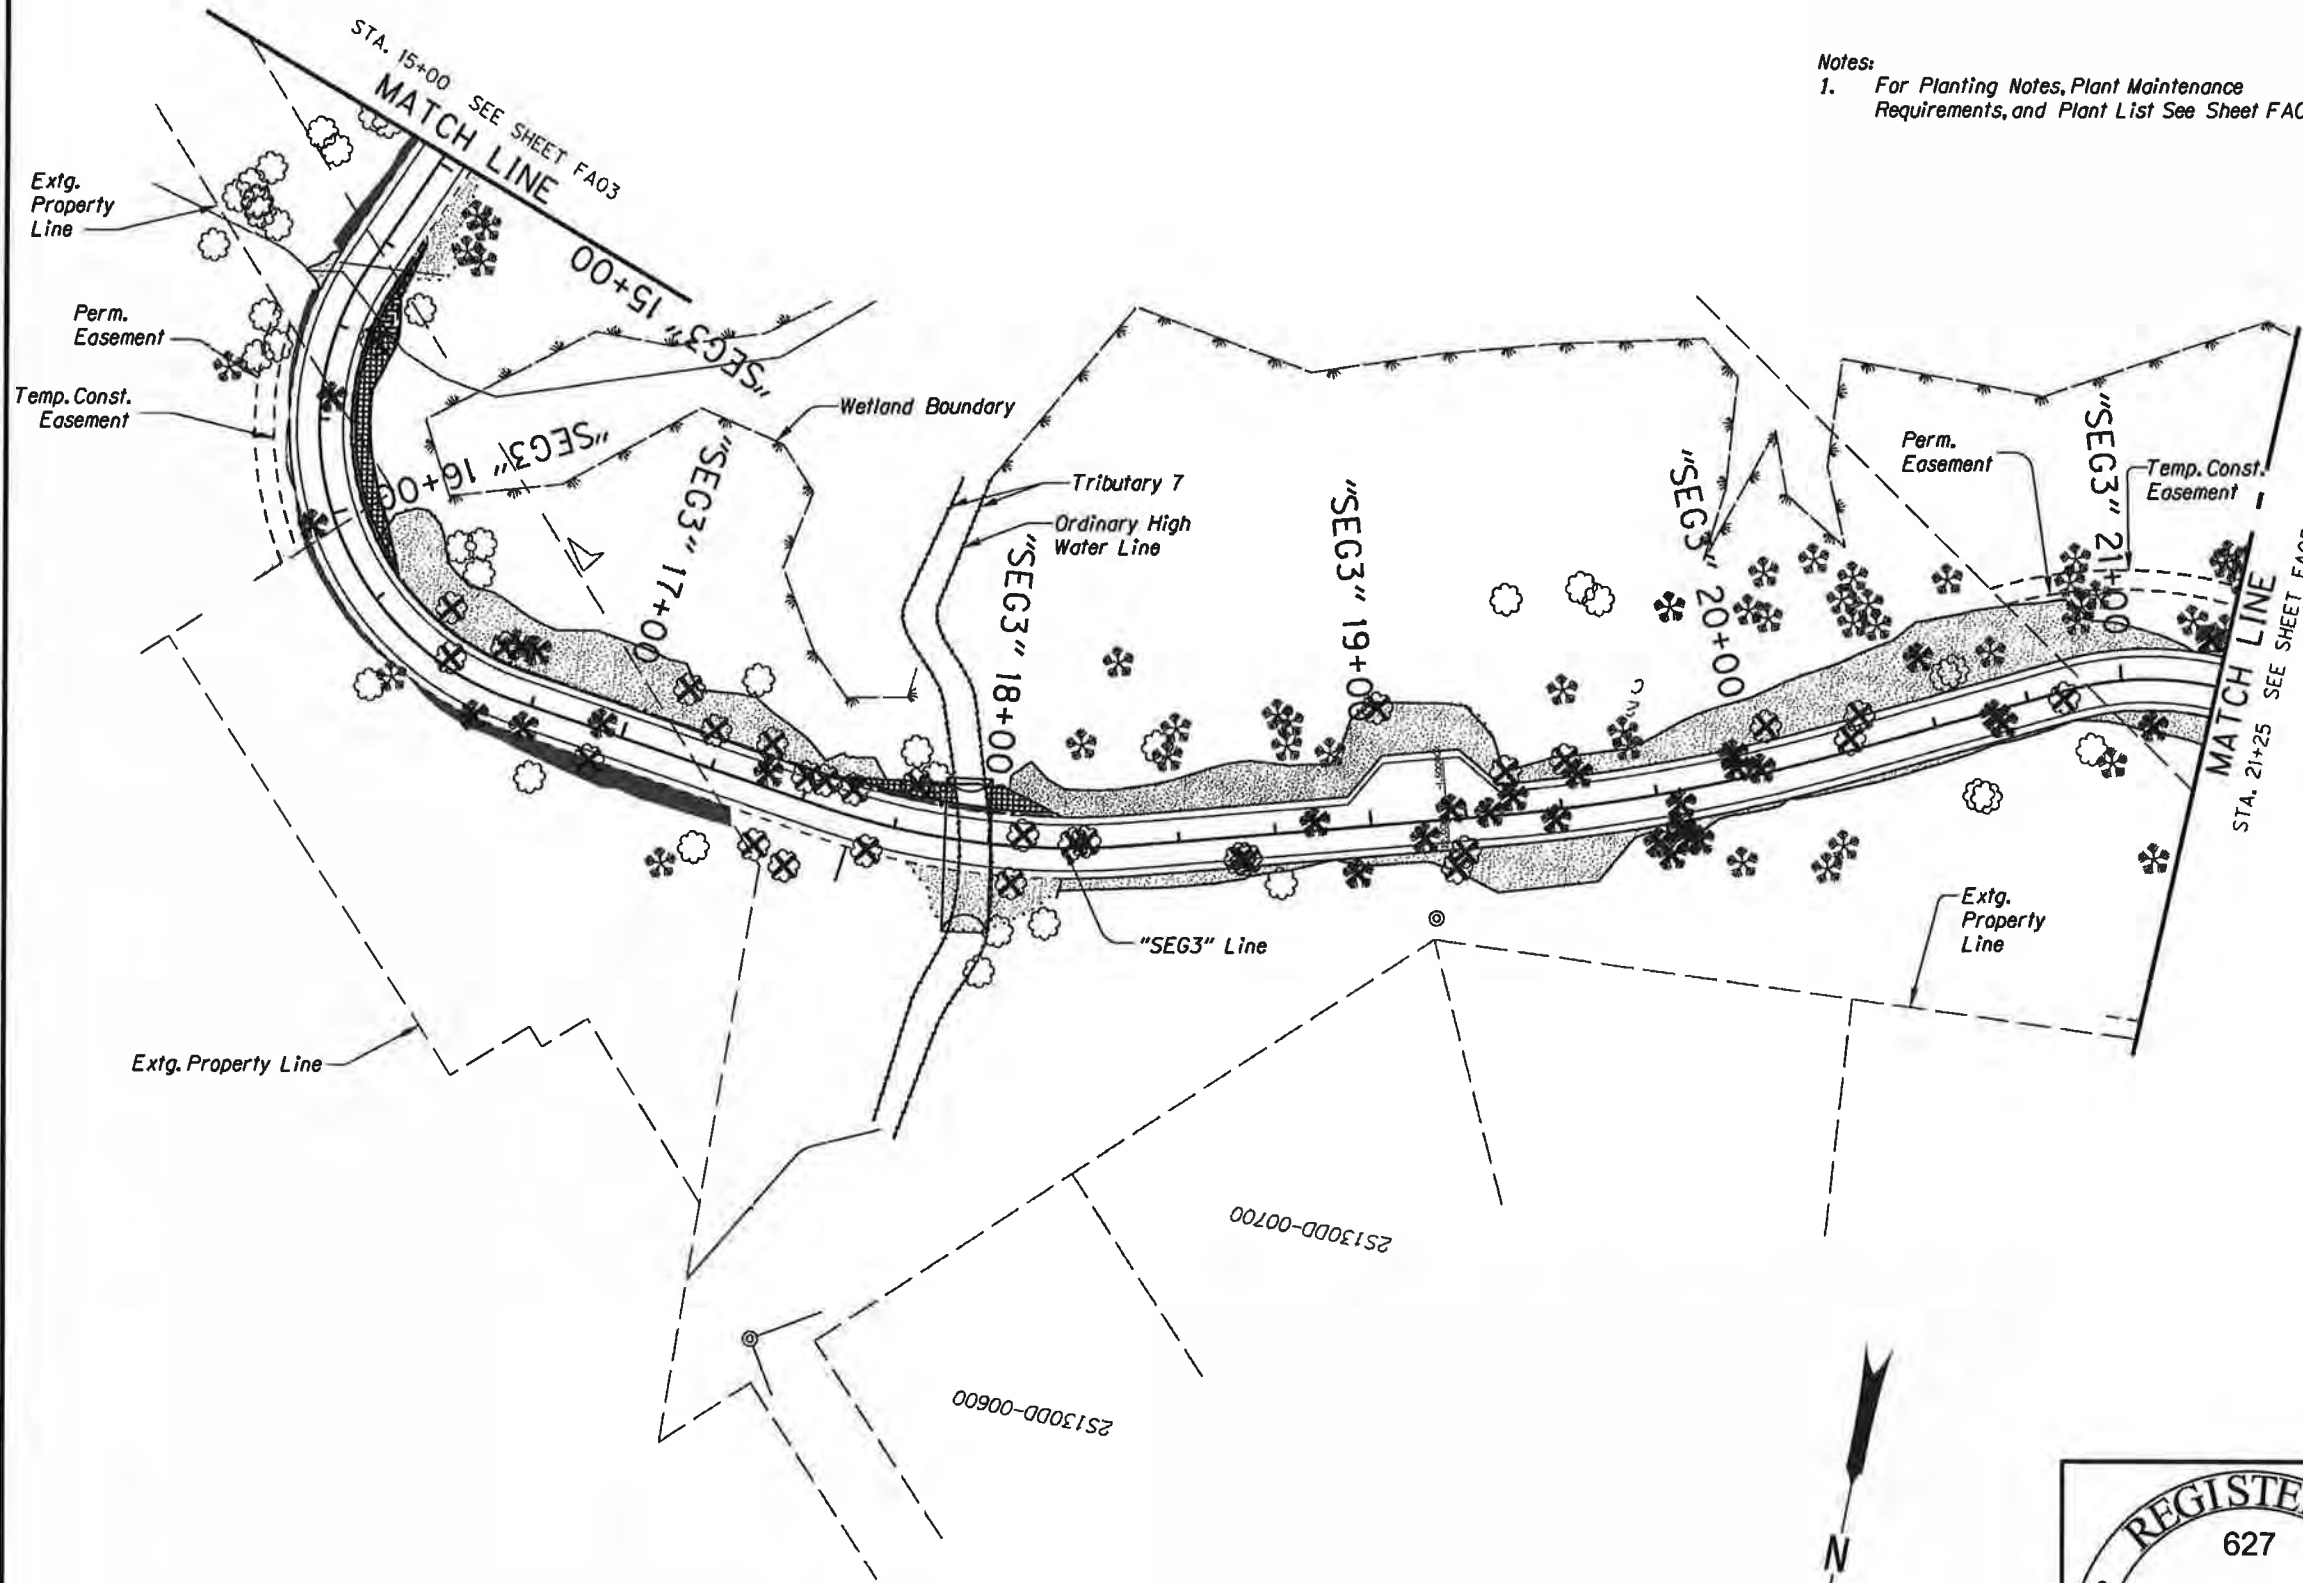 STA. 15+00 SEE SHEET FA03
MATCH LINE
Notes:
1. For Planting Notes, Plant Maintenance
Requirements, and Plant List See Sheet
Extg.
Property
Line
Perm.
Easement
Temp. Const.
Easement
"SEG3" 15+00
"SEG3" 16+00
"SEG3" 17+00
Wetland Boundary
Tributary 7
Ordinary High
Water Line
"SEG3" 18+00
"SEG3" 19+00
"SEG3" 20+00
Perm.
Easement
"SEG3" 21+00
Temp. Const.
Easement
MATCH LINE
STA. 21+25 SEE SHEET
"SEG3" Line
Extg.
Property
Line
Extg. Property Line
2S130DD-00700
2S130DD-00600
N
627